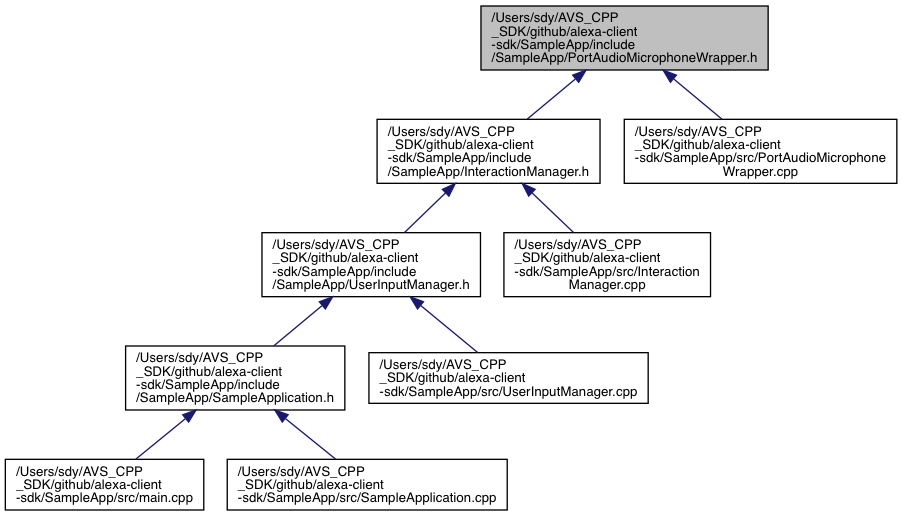 /Users/sdy/AVS_CPP
_SDK/github/alexa-client
-sdk/SampleApp/include
/SampleApp/PortAudioMicrophoneWrapper.h
/Users/sdy/AVS_CPP
_SDK/github/alexa-client
-sdk/SampleApp/include
/SampleApp/InteractionManager.h
/Users/sdy/AVS_CPP
_SDK/github/alexa-client
-sdk/SampleApp/src/PortAudioMicrophone
Wrapper.cpp
/Users/sdy/AVS_CPP
_SDK/github/alexa-client
-sdk/SampleApp/include
/SampleApp/UserInputManager.h
/Users/sdy/AVS_CPP
_SDK/github/alexa-client
-sdk/SampleApp/src/Interaction
Manager.cpp
/Users/sdy/AVS_CPP
_SDK/github/alexa-client
-sdk/SampleApp/include
/SampleApp/SampleApplication.h
/Users/sdy/AVS_CPP
_SDK/github/alexa-client
-sdk/SampleApp/src/UserInputManager.cpp
/Users/sdy/AVS_CPP
_SDK/github/alexa-client
-sdk/SampleApp/src/main.cpp
/Users/sdy/AVS_CPP
_SDK/github/alexa-client
-sdk/SampleApp/src/SampleApplication.cpp